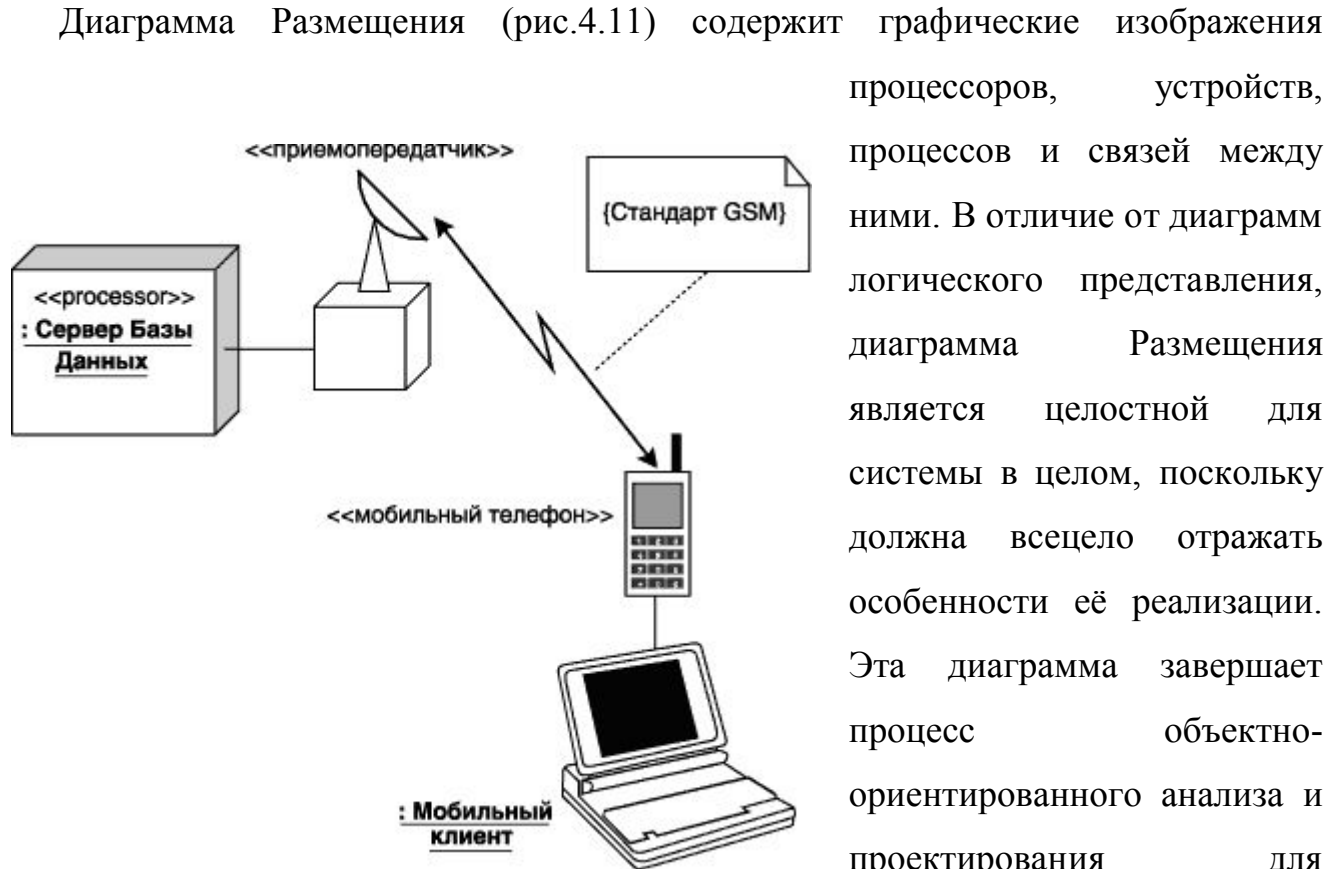 Диаграмма Размещения (рис.4.11) содержит графические изображения
процессоров, устройств,
процессов и связей между
ними. В отличие от диаграмм
логического представления,
диаграмма Размещения
является целостной для
системы в целом, поскольку
должна всецело отражать
особенности её реализации.
Эта диаграмма завершает
процесс объектно-
ориентированного анализа и
проектирования для
<<приемопередатчик>>
{Стандарт GSM}
<<processor>>
: Сервер Базы
Данных
<<мобильный телефон>>
: Мобильный
клиент